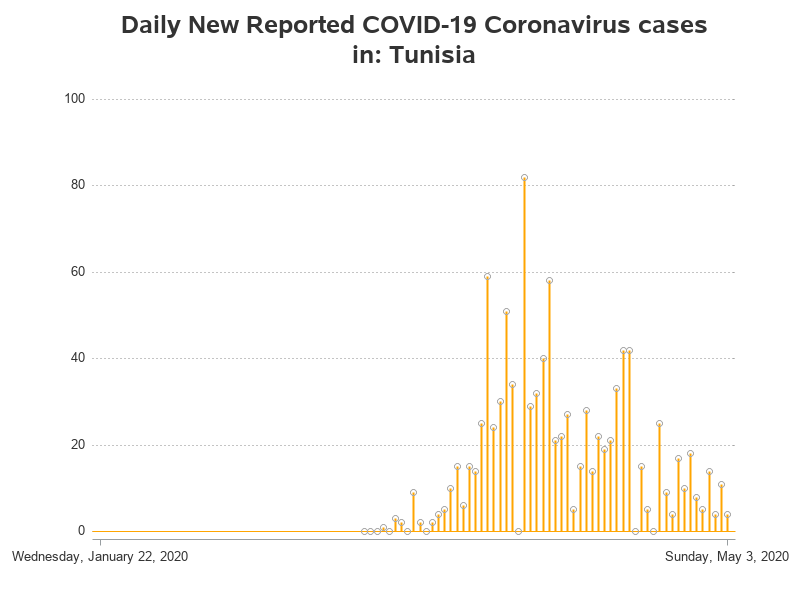 Daily New Reported COVID-19 Coronavirus cases
in: Tunisia
100
80
60
40
20
0
Wednesday, January 22, 2020
Sunday, May 3, 2020